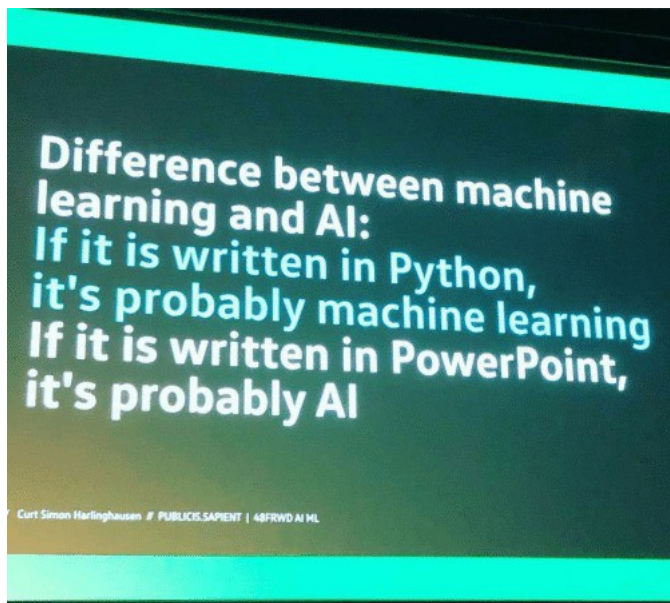 Difference between machine
learning and AI:
If it is written in Python,
it's probably machine learning
If it is written in PowerPoint,
it's probably AI
/ Curt Simon Harlinghausen // PUBLICIS.SAPIENT | 48FRWD AI ML